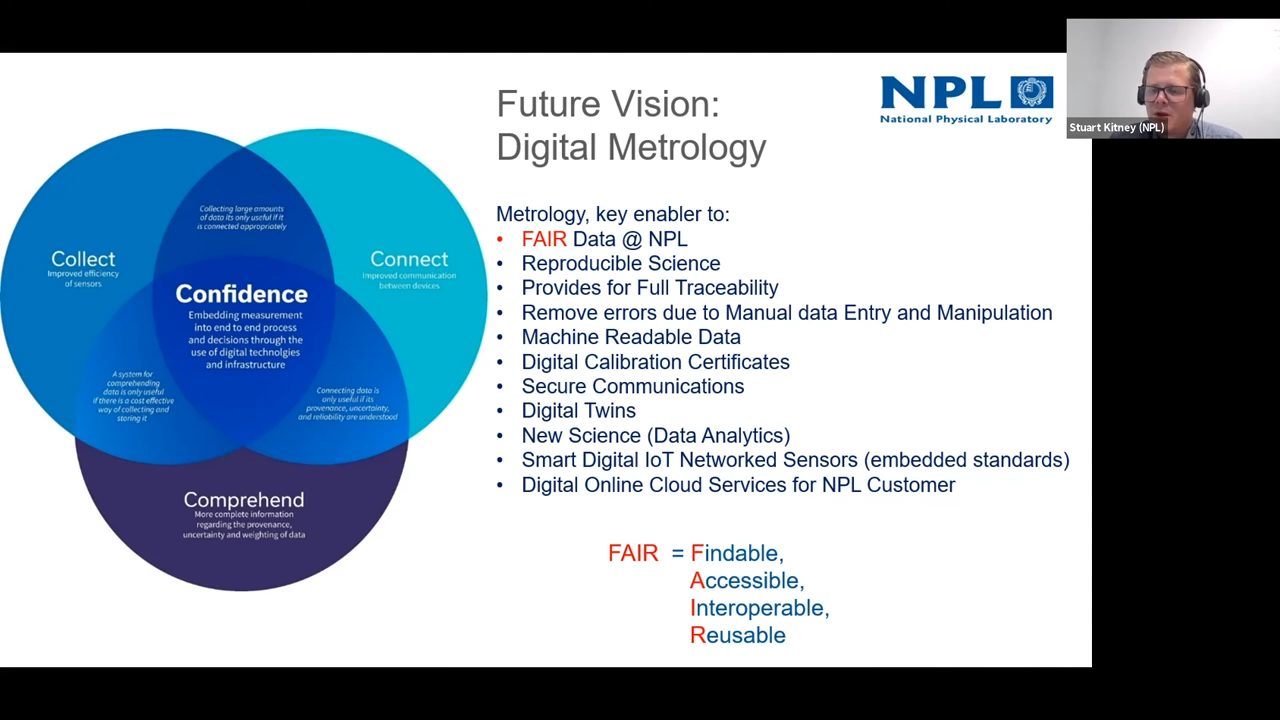 Future Vision:
Digital Metrology
NPL
National Physical Laboratory
Stuart Kitney (NPL)
Collecting large amounts
of data its only useful if it
is connected appropriately
Collect
Improved efficiency
of sensors
Connect
Improved communication
between devices
Confidence
Embedding measurement
into end to end process
and decisions through the
use of digital technolgies
and infrastructure
A system for
comprehending
data is only useful
if there is a cost effective
way of collecting and
storing it
Connecting data is
only useful if its
provenance, uncertainty,
and reliability are understood
Comprehend
More complete information
regarding the provenance,
uncertainty and weighting of data
Metrology, key enabler to:
• FAIR Data @ NPL
• Reproducible Science
• Provides for Full Traceability
• Remove errors due to Manual data Entry and Manipulation
• Machine Readable Data
• Digital Calibration Certificates
• Secure Communications
• Digital Twins
• New Science (Data Analytics)
• Smart Digital IoT Networked Sensors (embedded standards)
• Digital Online Cloud Services for NPL Customer
FAIR = Findable,
Accessible,
Interoperable,
Reusable